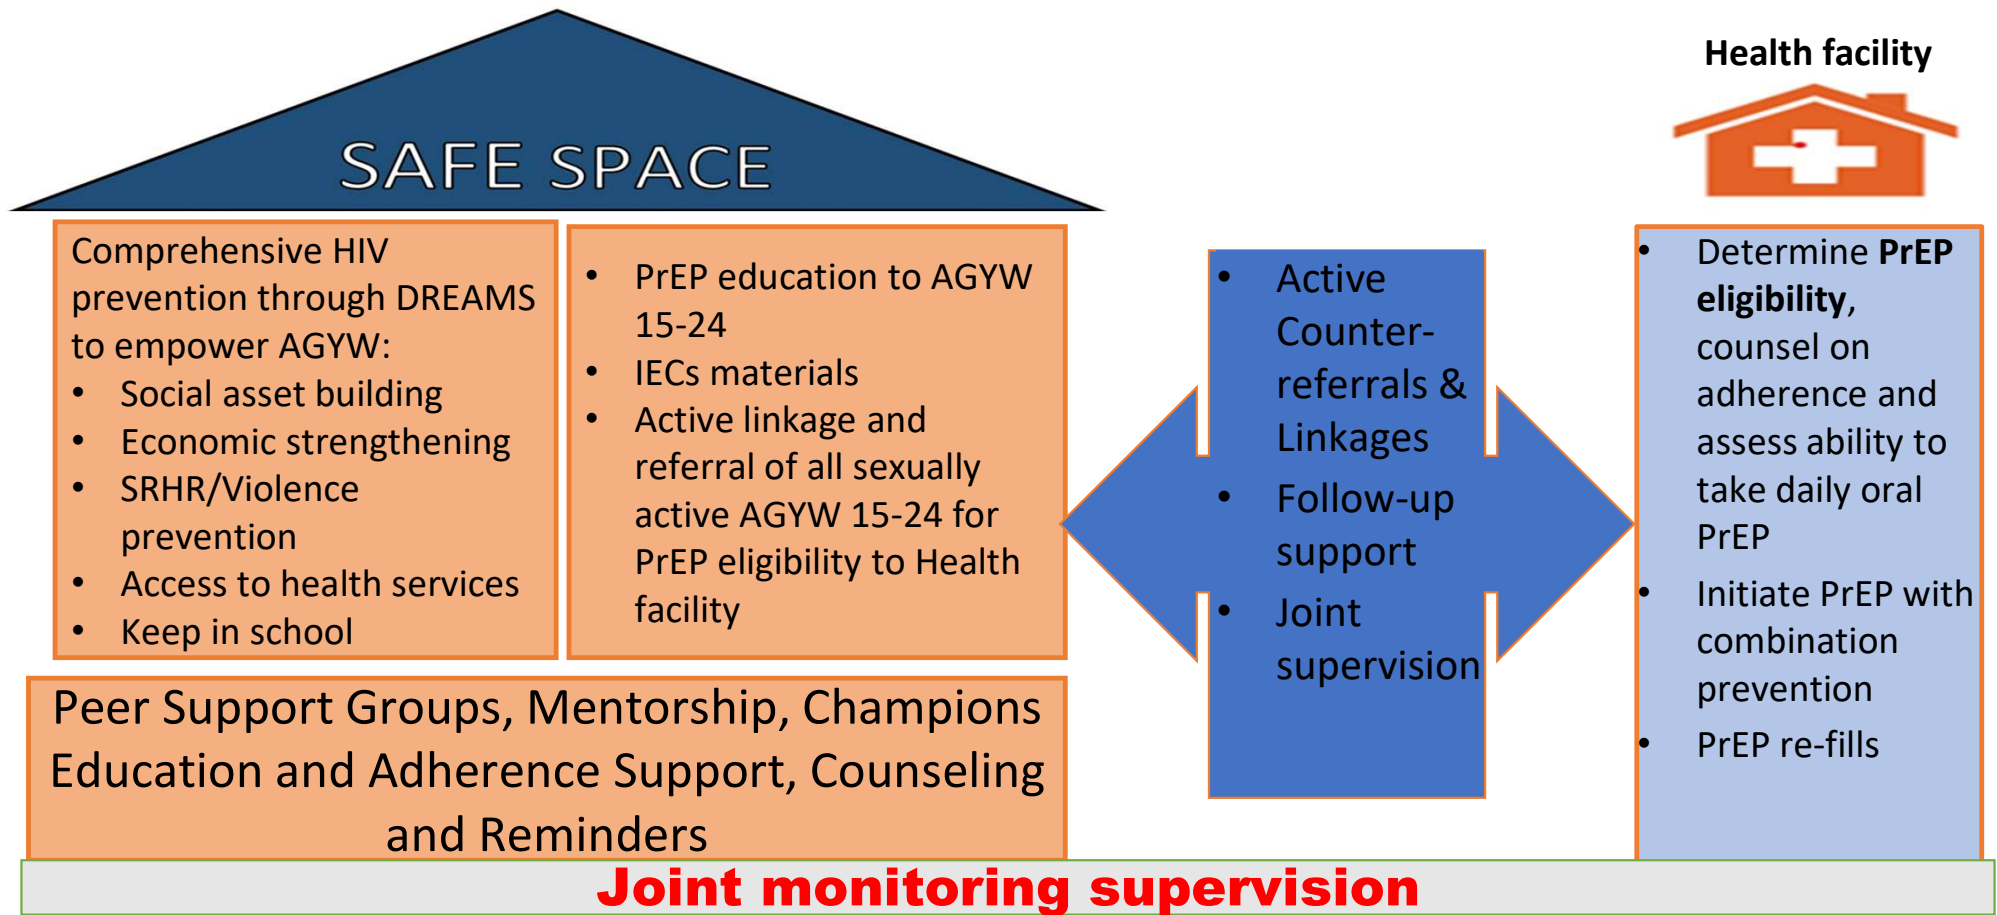 SAFE SPACE
Comprehensive HIV
prevention through DREAMS
to empower AGYW:
• Social asset building
• Economic strengthening
• SRHR/Violence
prevention
• Access to health services
• Keep in school
• PrEP education to AGYW
15-24
• IECs materials
• Active linkage and
referral of all sexually
active AGYW 15-24 for
PrEP eligibility to Health
facility
Peer Support Groups, Mentorship, Champions
Education and Adherence Support, Counseling
and Reminders
• Active
Counter-
referrals &
Linkages
• Follow-up
support
• Joint
supervision
Health facility
• Determine PrEP
eligibility,
counsel on
adherence and
assess ability to
take daily oral
PrEP
• Initiate PrEP with
combination
prevention
• PrEP re-fills
Joint monitoring supervision